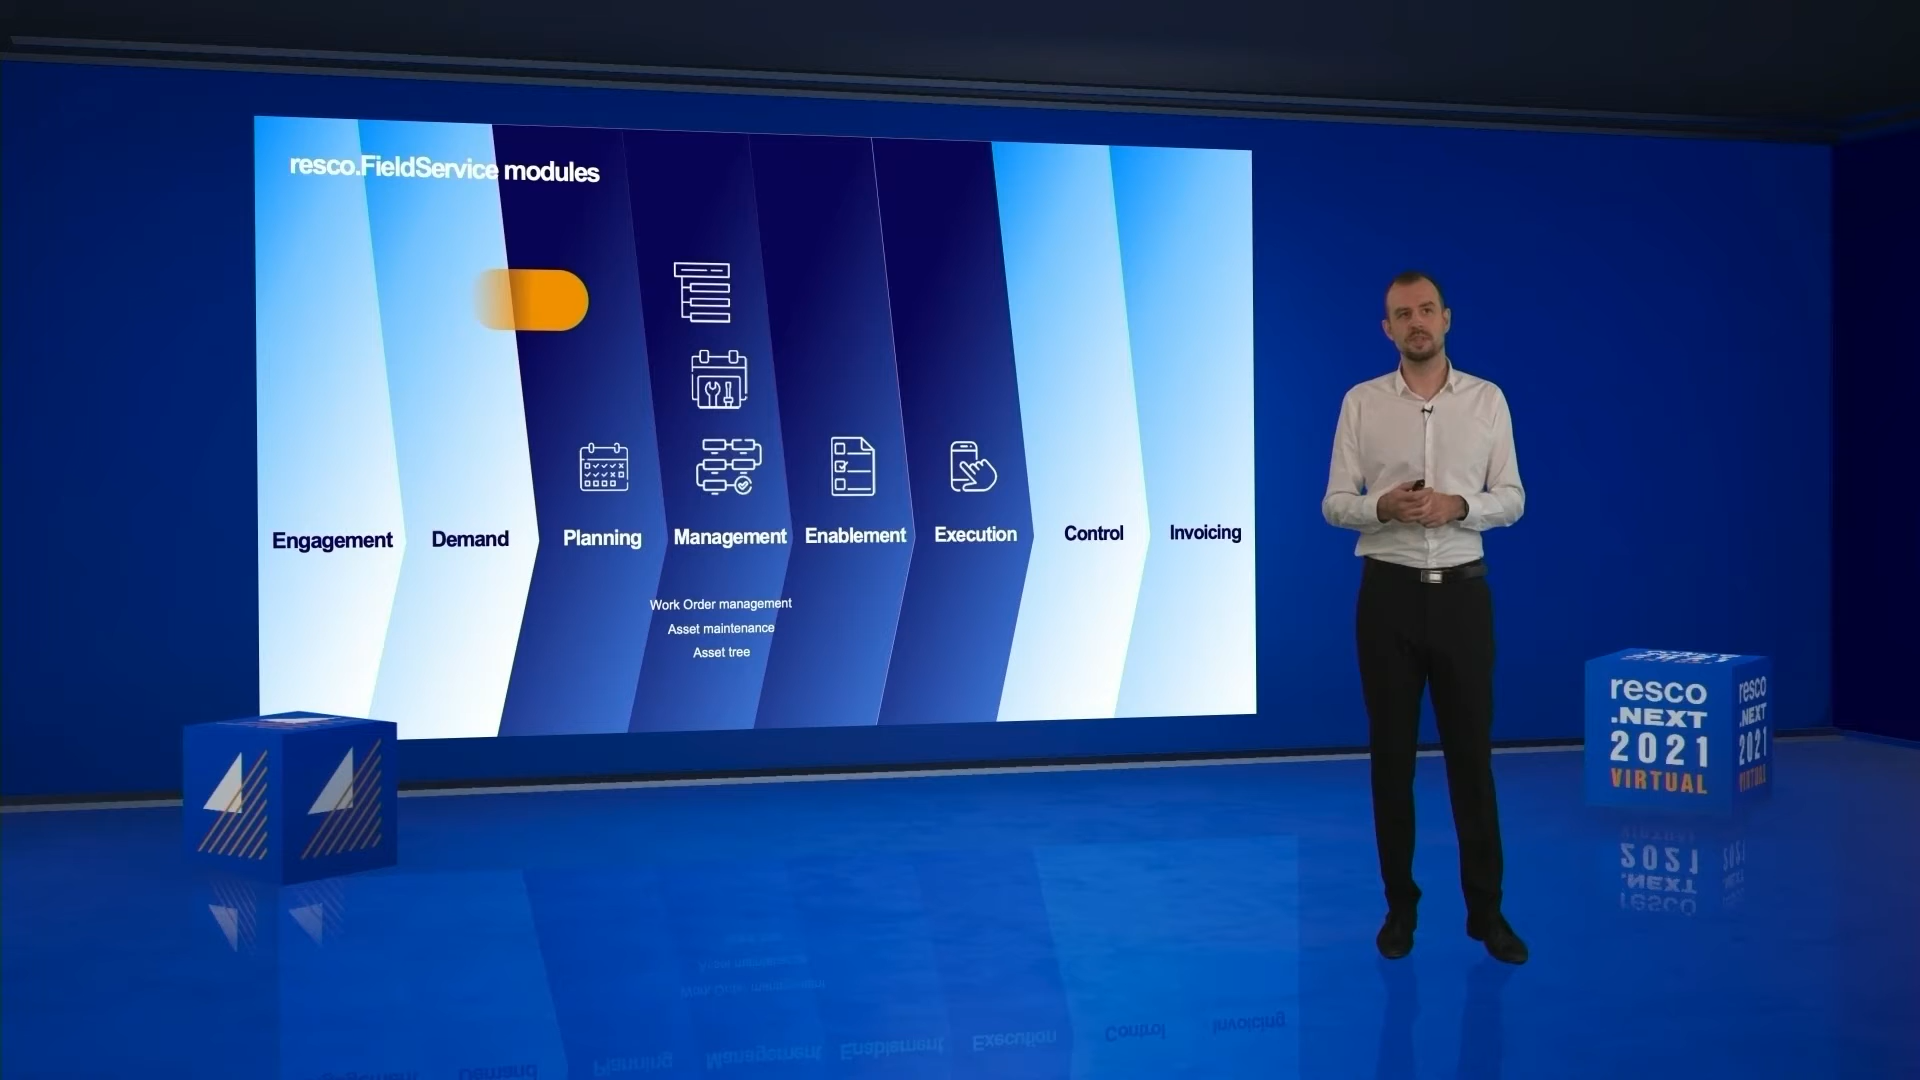 resco.FieldService modules
Engagement
Demand
Planning
Management
Enablement
Execution
Control
Invoicing
Work Order management
Asset maintenance
Asset tree
resco
.NEXT
2021
VIRTUAL
resco
.NEXT
2021
VIRTUAL